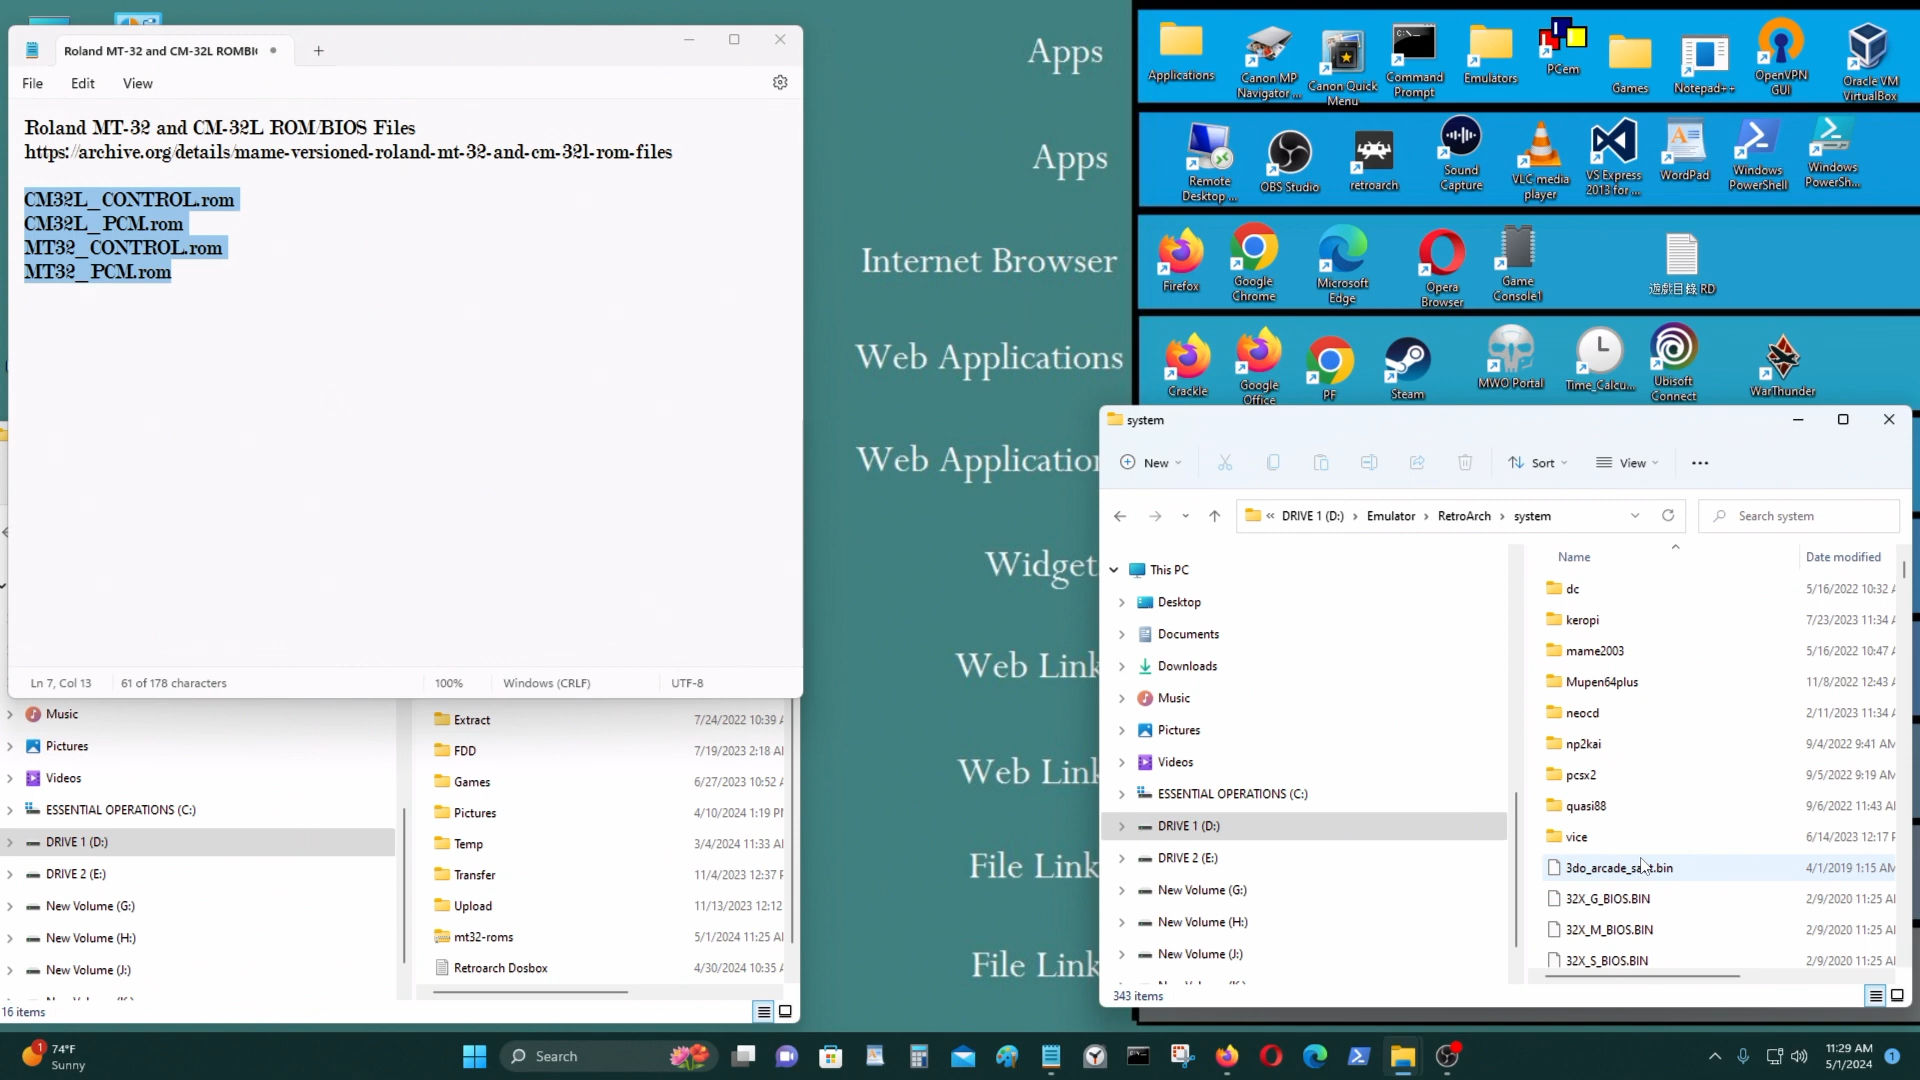 Roland MT-32 and CM-32L ROMBI
File
Edit
View
Roland MT-32 and CM-32L ROM/BIOS Files
https://archive.org/details/mame-versioned-roland-mt-32-and-cm-32l-rom-files
CM32L_CONTROL.rom
CM32L_PCM.rom
MT32_CONTROL.rom
MT32_PCM.rom
Ln 7, Col 13
61 of 178 characters
100%
Windows (CRLF)
UTF-8
Music
Pictures
Videos
ESSENTIAL OPERATIONS (C:)
DRIVE 1 (D:)
DRIVE 2 (E:)
New Volume (G:)
New Volume (H:)
New Volume (J:)
16 items
Extract 7/24/2022 10:39 A
FDD 7/19/2023 2:18 AI
Games 6/27/2023 10:52
Pictures 4/10/2024 1:19 PI
Temp 3/4/2024 11:33
Transfer 11/4/2023 12:37
Upload 11/13/2023 12:12
mt32-roms 5/1/2024 11:25 A
Retroarch Dosbox 4/30/2024 10:35
Apps
Apps
Internet Browser
Web Applications
Web Application
Widget
Web Link
Web Link
File Link
File Link
Applications
Canon MP
Navigator ...
Canon Quick
Menu
Command
Prompt
Emulators
PCem
Games
Notepad++
OpenVPN
GUI
Oracle VM
VirtualBox
Remote
Desktop ...
OBS Studio
retroarch
Sound
Capture
VLC media
player
VS Express
2013 for ...
WordPad
Windows
PowerShell
Windows
PowerSh...
Firefox
Google
Chrome
Microsoft
Edge
Opera
Browser
Game
Console1
遊戲目錄 RD
Crackle
Google
Office
PF
Steam
MWO Portal
Time_Calcu...
Ubisoft
Connect
WarThunder
system
New
Sort
View
DRIVE 1 (D:)
Emulator
RetroArch
system
Search system
This PC
Desktop
Documents
Downloads
Music
Pictures
Videos
ESSENTIAL OPERATIONS (C:)
DRIVE 1 (D:)
DRIVE 2 (E:)
New Volume (G:)
New Volume (H:)
New Volume (J:)
343 items
Name
Date modified
dc 5/16/2022 10:32
keropi 7/23/2023 11:34
mame2003 5/16/2022 10:47
Mupen64plus 11/8/2022 12:43
neocd 2/11/2023 11:34
np2kai 9/4/2022 9:41 AM
pcsx2 9/5/2022 9:19 AM
quasi88 9/6/2022 11:43 A
vice 6/14/2023 12:17
3do_arcade_sa t.bin 4/1/2019 1:15 AM
32X_G_BIOS.BIN 2/9/2020 11:25 A
32X_M_BIOS.BIN 2/9/2020 11:25 A
32X_S_BIOS.BIN 2/9/2020 11:25 A
1
74°F
Sunny
Search
11:29 AM
5/1/2024
1